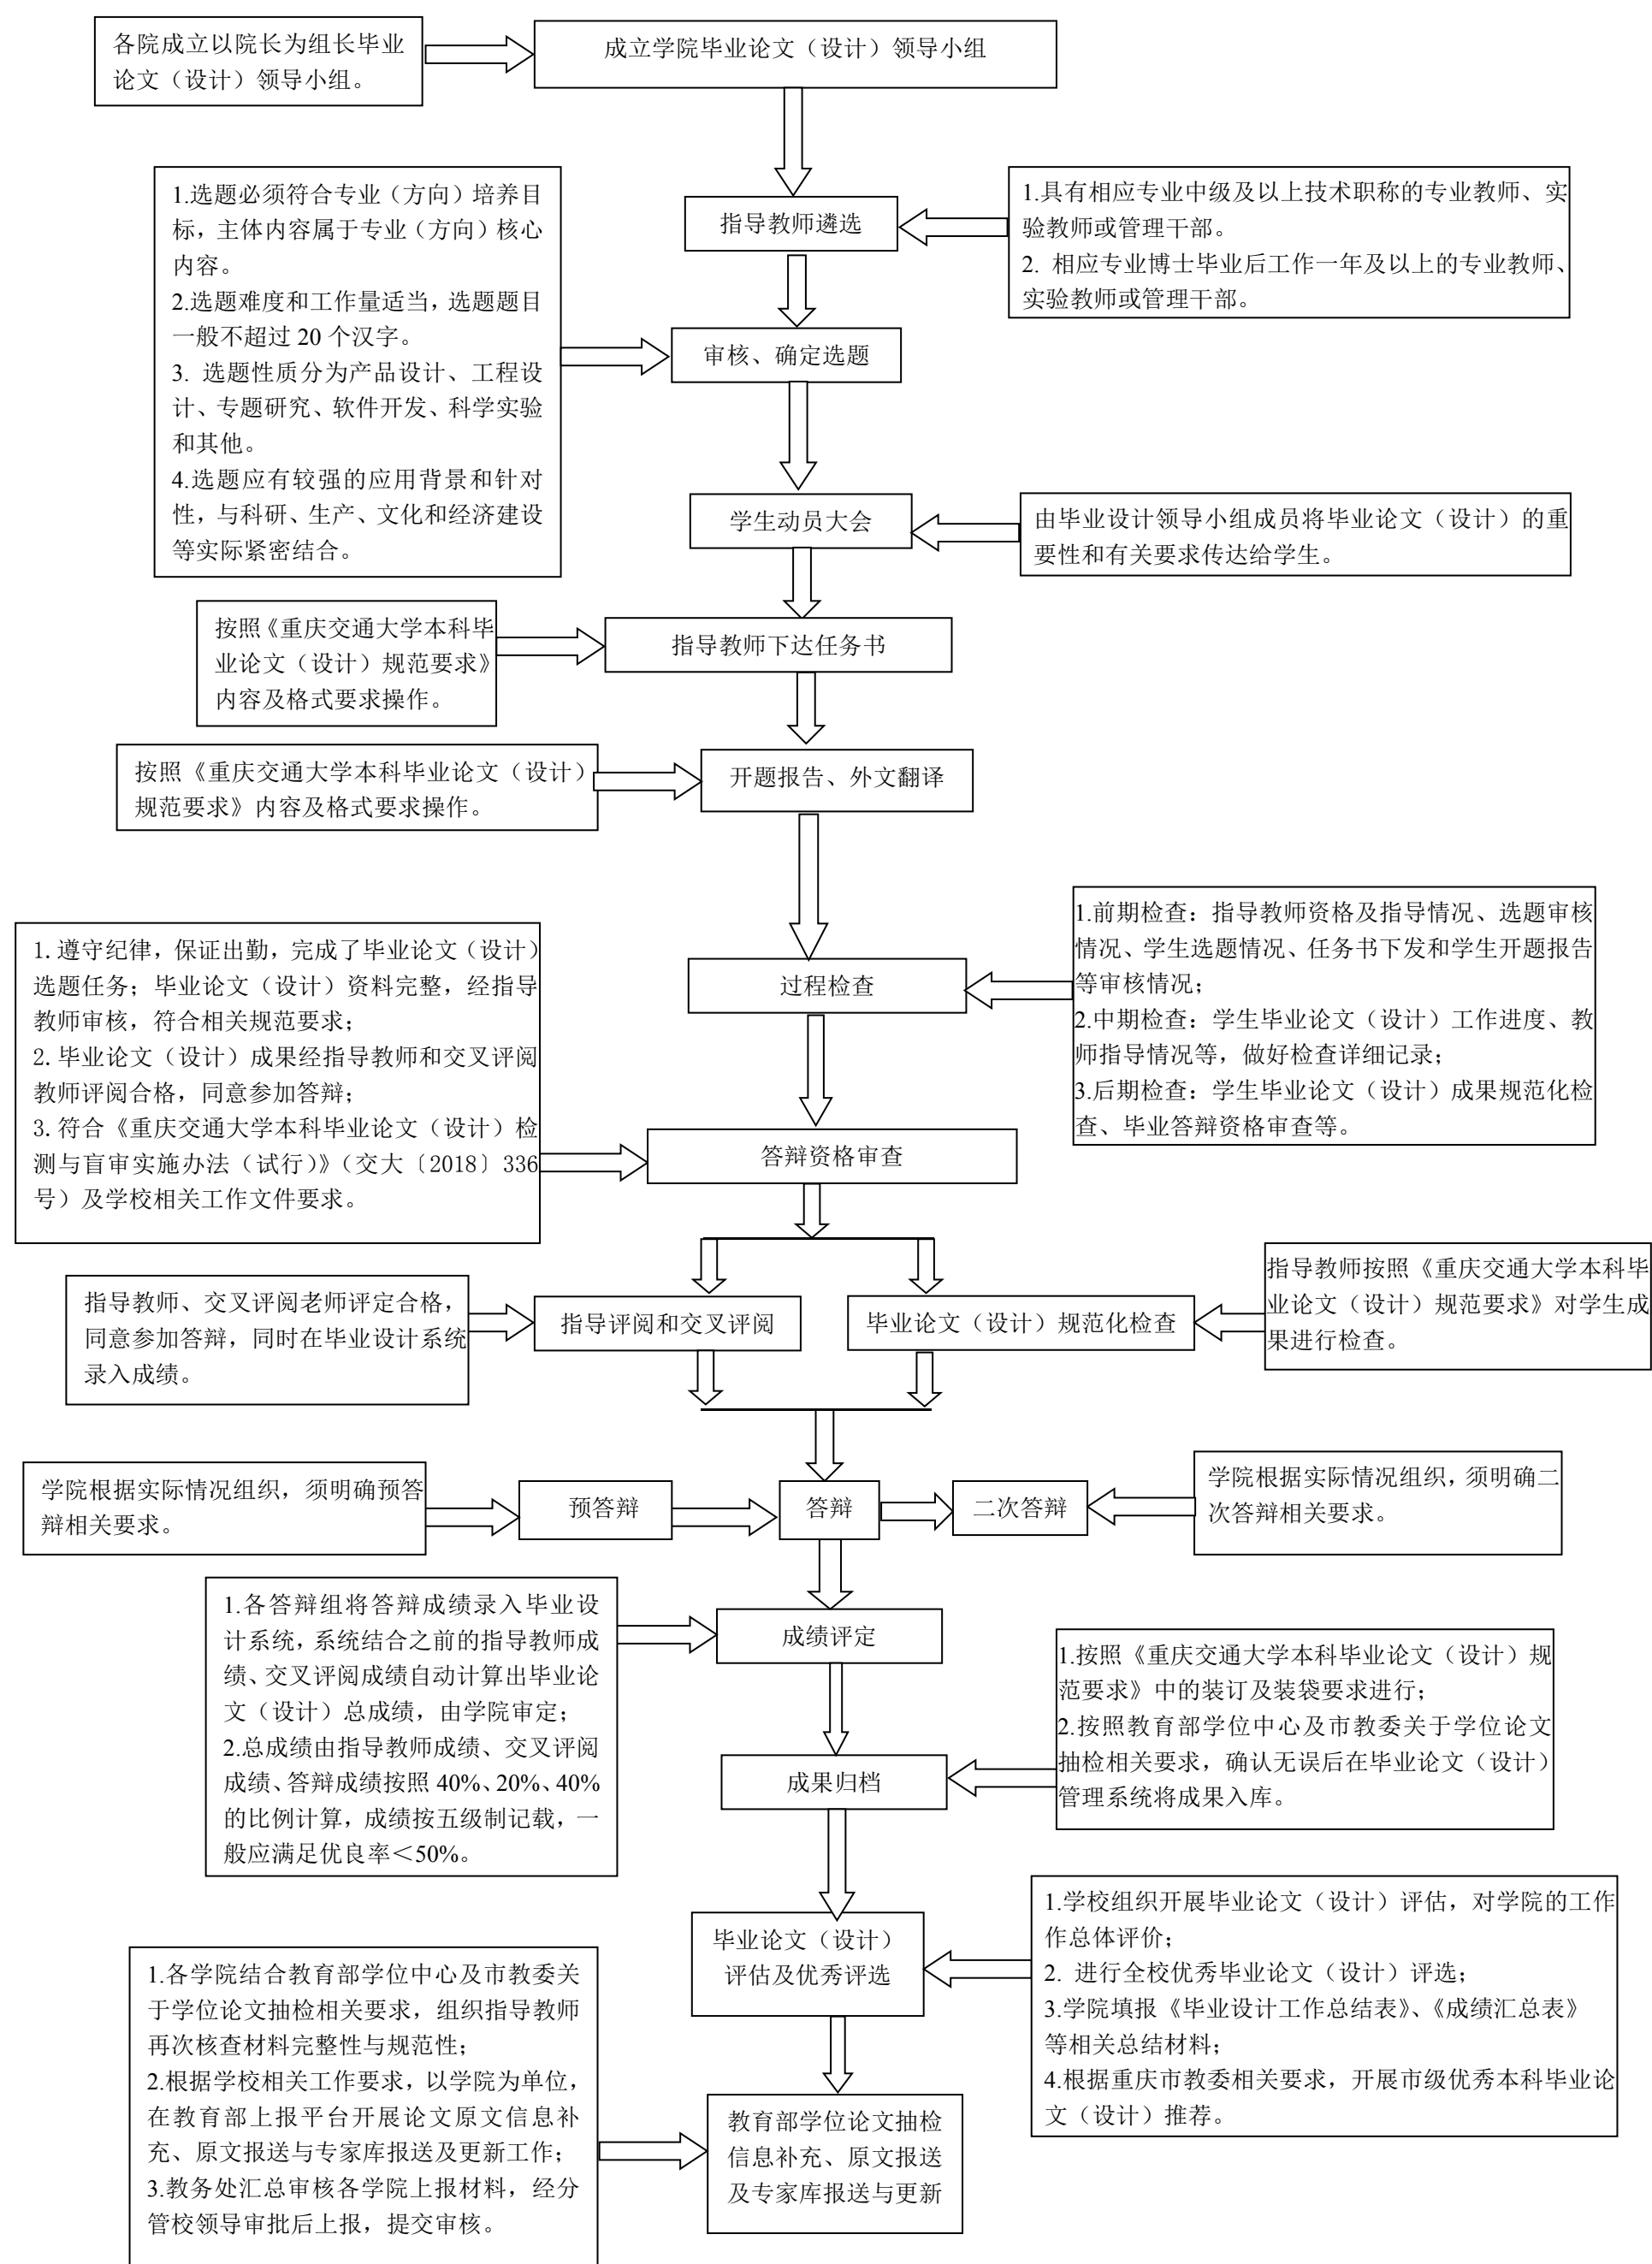 各院成立以院长为组长毕业
论文（设计）领导小组。
成立学院毕业论文（设计）领导小组
1.选题必须符合专业（方向）培养目
标，主体内容属于专业（方向）核心
内容。
2.选题难度和工作量适当，选题题目
一般不超过 20 个汉字。
3. 选题性质分为产品设计、工程设
计、专题研究、软件开发、科学实验
和其他。
4.选题应有较强的应用背景和针对
性，与科研、生产、文化和经济建设
等实际紧密结合。
指导教师遴选
1.具有相应专业中级及以上技术职称的专业教师、实
验教师或管理干部。
2. 相应专业博士毕业后工作一年及以上的专业教师、
实验教师或管理干部。
审核、确定选题
学生动员大会
由毕业设计领导小组成员将毕业论文（设计）的重
要性和有关要求传达给学生。
按照《重庆交通大学本科毕
业论文（设计）规范要求》
内容及格式要求操作。
指导教师下达任务书
按照《重庆交通大学本科毕业论文（设计）
规范要求》内容及格式要求操作。
开题报告、外文翻译
1.前期检查：指导教师资格及指导情况、选题审核
情况、学生选题情况、任务书下发和学生开题报告
等审核情况；
2.中期检查：学生毕业论文（设计）工作进度、教
师指导情况等，做好检查详细记录；
3.后期检查：学生毕业论文（设计）成果规范化检
查、毕业答辩资格审查等。
过程检查
1. 遵守纪律，保证出勤，完成了毕业论文（设计）
选题任务；毕业论文（设计）资料完整，经指导
教师审核，符合相关规范要求；
2. 毕业论文（设计）成果经指导教师和交叉评阅
教师评阅合格，同意参加答辩；
3. 符合《重庆交通大学本科毕业论文（设计）检
测与盲审实施办法（试行）》（交大〔2018〕336
号）及学校相关工作文件要求。
答辩资格审查
指导教师、交叉评阅老师评定合格，
同意参加答辩，同时在毕业设计系统
录入成绩。
指导评阅和交叉评阅
毕业论文（设计）规范化检查
指导教师按照《重庆交通大学本科毕
业论文（设计）规范要求》对学生成
果进行检查。
学院根据实际情况组织，须明确预答
辩相关要求。
预答辩
答辩
二次答辩
学院根据实际情况组织，须明确二
次答辩相关要求。
1.各答辩组将答辩成绩录入毕业设
计系统，系统结合之前的指导教师成
绩、交叉评阅成绩自动计算出毕业论
文（设计）总成绩，由学院审定；
2.总成绩由指导教师成绩、交叉评阅
成绩、答辩成绩按照 40%、20%、40%
的比例计算，成绩按五级制记载，一
般应满足优良率＜50%。
成绩评定
1.按照《重庆交通大学本科毕业论文（设计）规
范要求》中的装订及装袋要求进行；
2.按照教育部学位中心及市教委关于学位论文
抽检相关要求，确认无误后在毕业论文（设计）
管理系统将成果入库。
成果归档
毕业论文（设计）
评估及优秀评选
1.学校组织开展毕业论文（设计）评估，对学院的工作
作总体评价；
2. 进行全校优秀毕业论文（设计）评选；
3.学院填报《毕业设计工作总结表》、《成绩汇总表》
等相关总结材料；
4.根据重庆市教委相关要求，开展市级优秀本科毕业论
文（设计）推荐。
1.各学院结合教育部学位中心及市教委关
于学位论文抽检相关要求，组织指导教师
再次核查材料完整性与规范性；
2.根据学校相关工作要求，以学院为单位，
在教育部上报平台开展论文原文信息补
充、原文报送与专家库报送及更新工作；
3.教务处汇总审核各学院上报材料，经分
管校领导审批后上报，提交审核。
教育部学位论文抽检
信息补充、原文报送
及专家库报送与更新